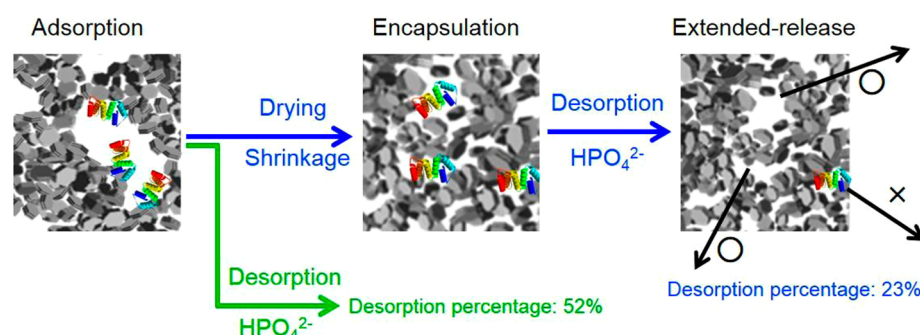 Adsorption
Encapsulation
Extended-release
Drying
Shrinkage
Desorption
HPO₄²⁻
○
×
○
Desorption
HPO₄²⁻
Desorption percentage: 52%
Desorption percentage: 23%